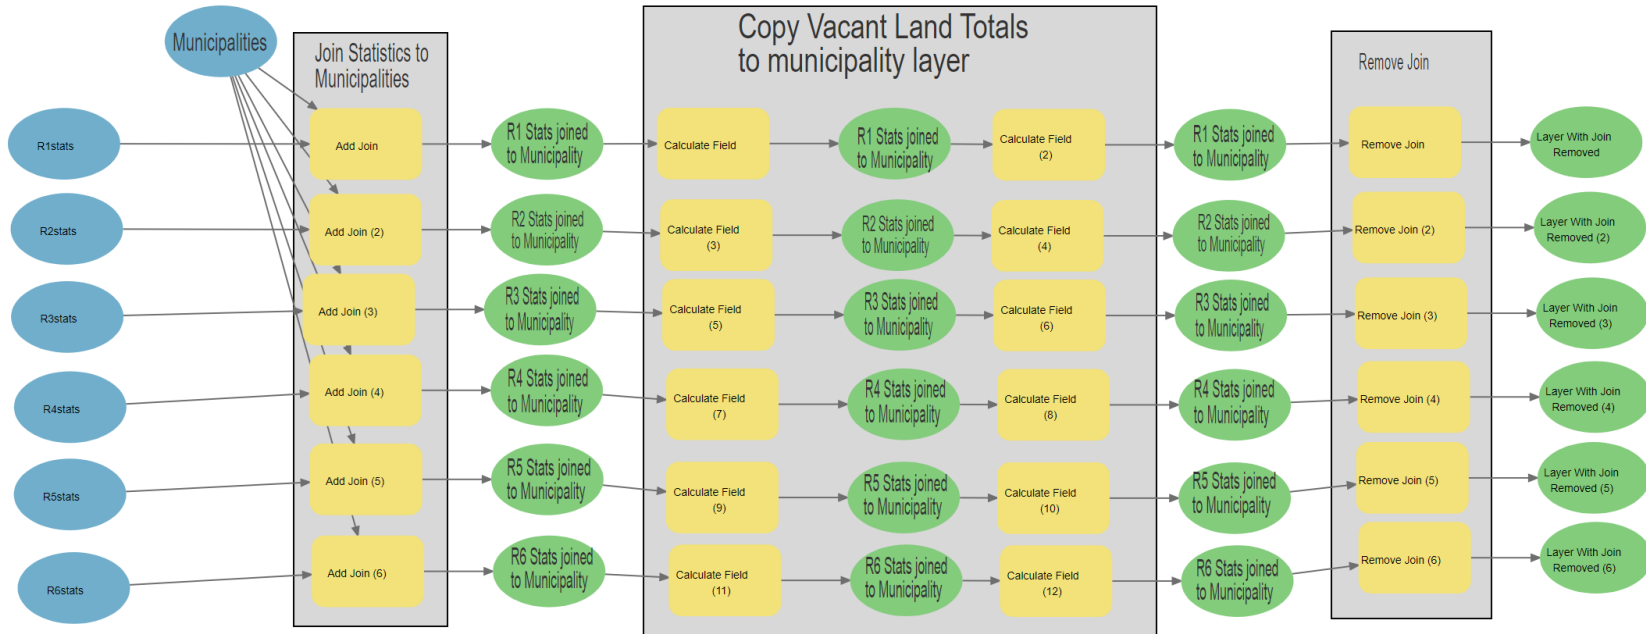 Municipalities
Join Statistics to
Municipalities
Copy Vacant Land Totals
to municipality layer
Remove Join
R1stats
Add Join
R1 Stats joined
to Municipality
Calculate Field
R1 Stats joined
to Municipality
Calculate Field
(2)
R1 Stats joined
to Municipality
Remove Join
Layer With Join
Removed
R2stats
Add Join (2)
R2 Stats joined
to Municipality
Calculate Field
(3)
R2 Stats joined
to Municipality
Calculate Field
(4)
R2 Stats joined
to Municipality
Remove Join (2)
Layer With Join
Removed (2)
R3stats
Add Join (3)
R3 Stats joined
to Municipality
Calculate Field
(5)
R3 Stats joined
to Municipality
Calculate Field
(6)
R3 Stats joined
to Municipality
Remove Join (3)
Layer With Join
Removed (3)
R4stats
Add Join (4)
R4 Stats joined
to Municipality
Calculate Field
(7)
R4 Stats joined
to Municipality
Calculate Field
(8)
R4 Stats joined
to Municipality
Remove Join (4)
Layer With Join
Removed (4)
R5stats
Add Join (5)
R5 Stats joined
to Municipality
Calculate Field
(9)
R5 Stats joined
to Municipality
Calculate Field
(10)
R5 Stats joined
to Municipality
Remove Join (5)
Layer With Join
Removed (5)
R6stats
Add Join (6)
R6 Stats joined
to Municipality
Calculate Field
(11)
R6 Stats joined
to Municipality
Calculate Field
(12)
R6 Stats joined
to Municipality
Remove Join (6)
Layer With Join
Removed (6)